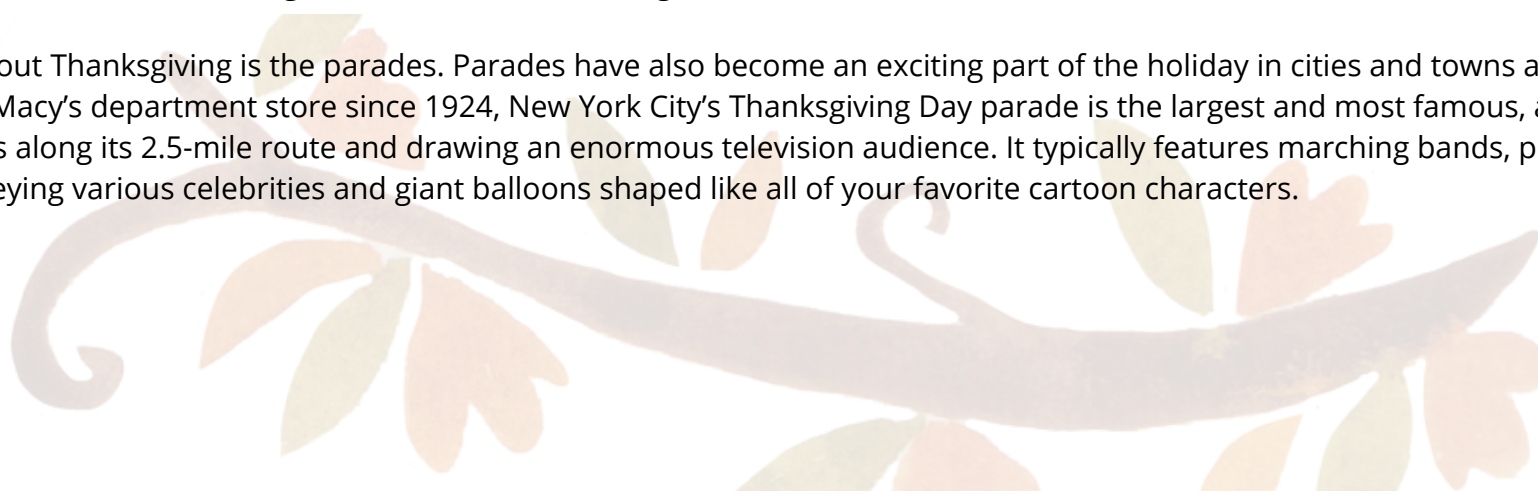 out Thanksgiving is the parades. Parades have also become an exciting part of the holiday in cities and towns a
Macy’s department store since 1924, New York City’s Thanksgiving Day parade is the largest and most famous, a
s along its 2.5-mile route and drawing an enormous television audience. It typically features marching bands, p
eying various celebrities and giant balloons shaped like all of your favorite cartoon characters.